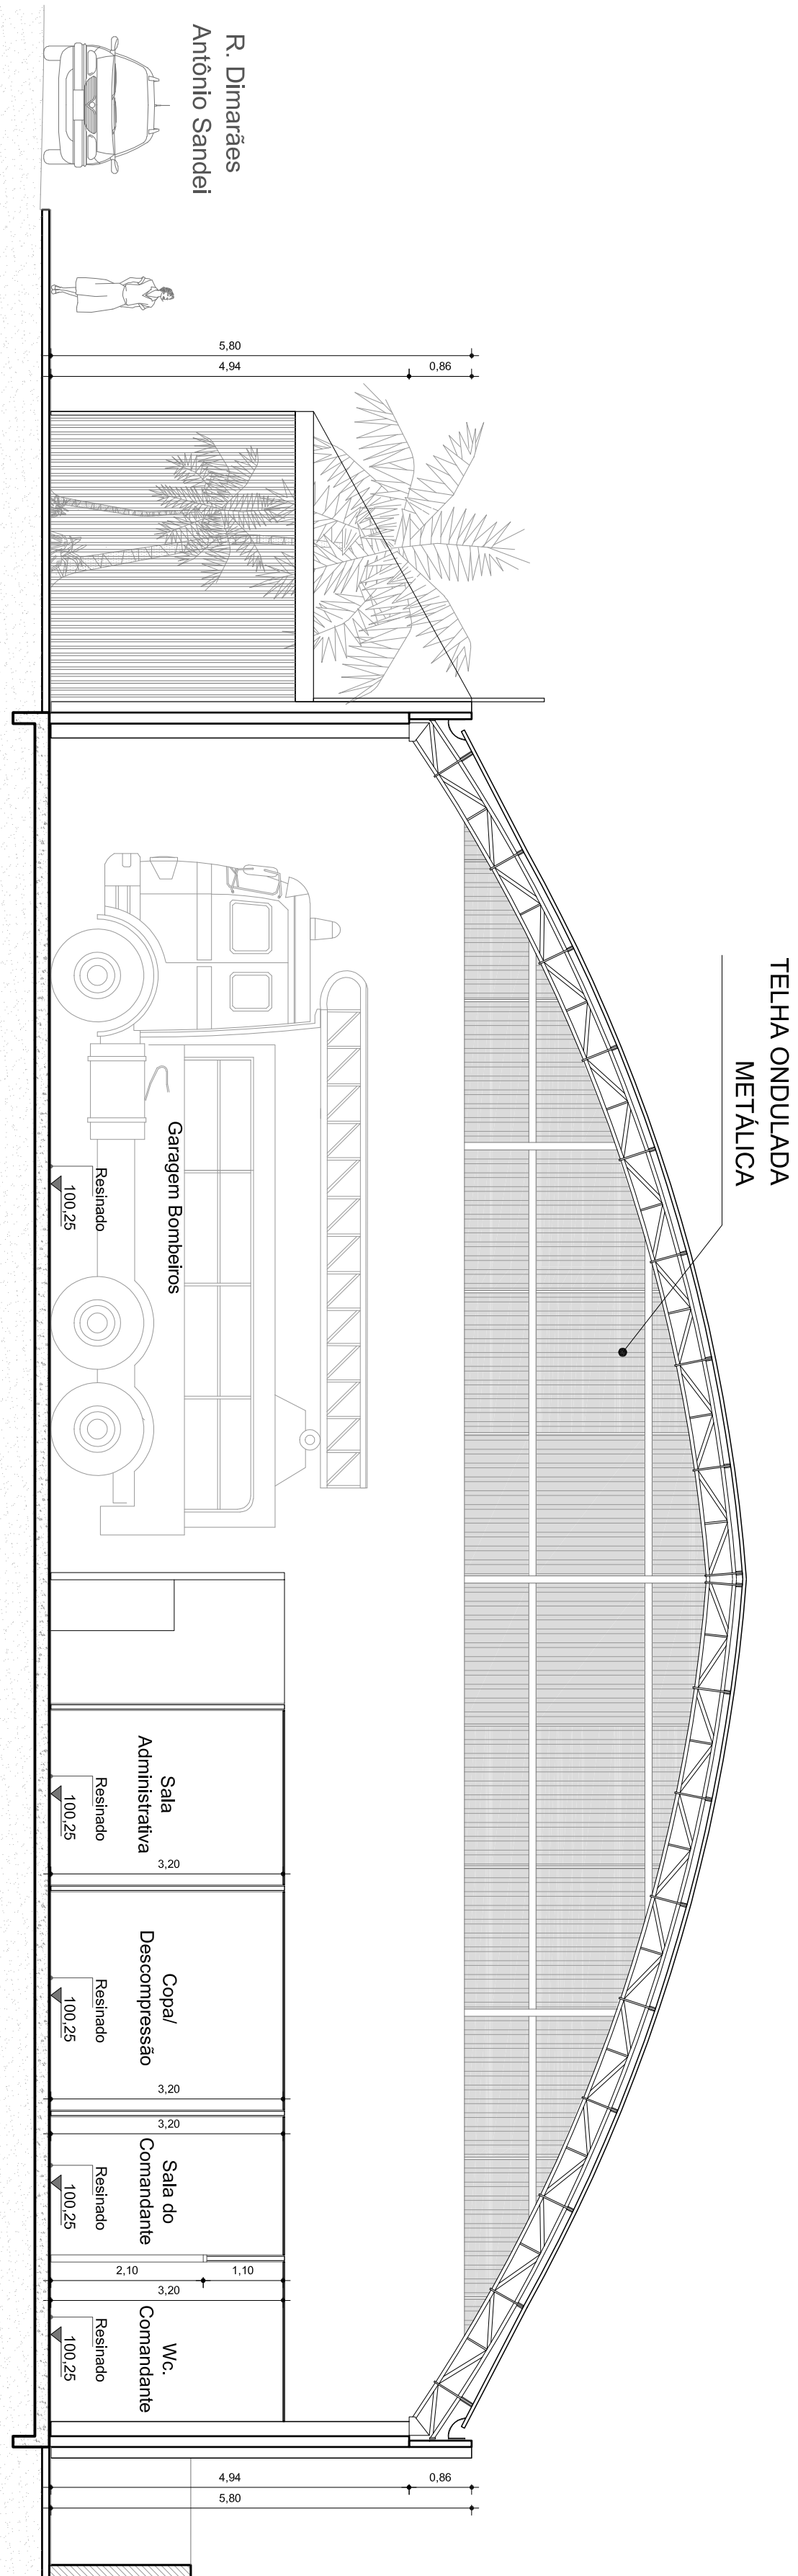 R. Dimarães
Antônio Sandei
5,80
4,94
0,86
TELHA ONDULADA
METÁLICA
Garagem Bombeiros
Resinado
100,25
Sala
Administrativa
Resinado
100,25
3,20
Copa/
Descompressão
Resinado
100,25
3,20
3,20
Sala do
Comandante
Resinado
100,25
2,10
1,10
3,20
Wc.
Comandante
Resinado
100,25
4,94
0,86
5,80